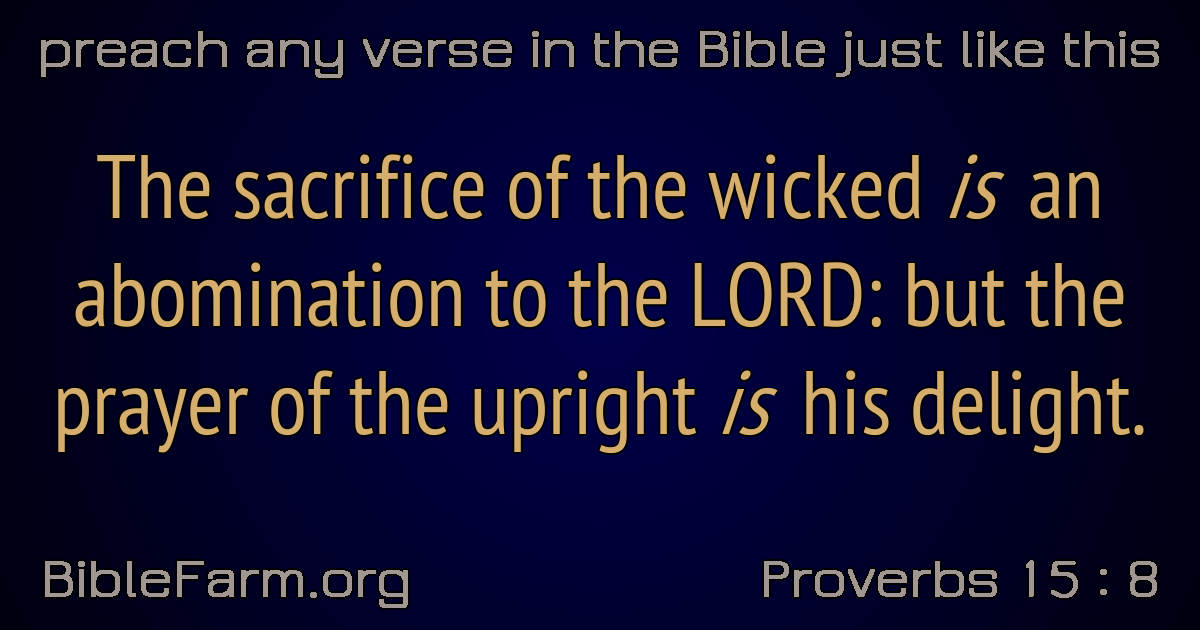 preach any verse in the Bible just like this
The sacrifice of the wicked is an
abomination to the LORD: but the
prayer of the upright is his delight.
BibleFarm.org
Proverbs 15 : 8